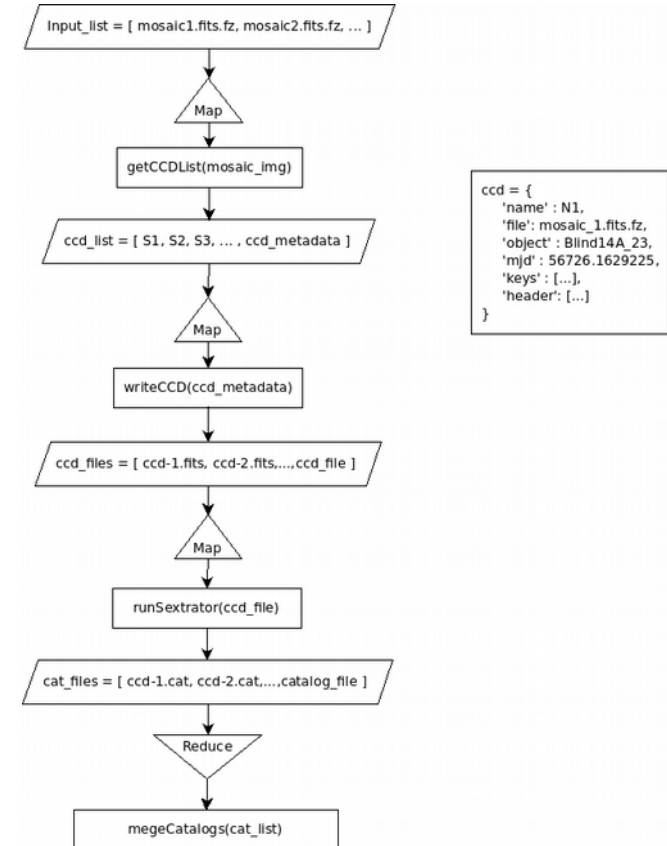 Input_list = [ mosaic1.fits.fz, mosaic2.fits.fz, ... ]
Map
getCCDList(mosaic_img)
ccd_list = [ S1, S2, S3, ... , ccd_metadata ]
Map
writeCCD(ccd_metadata)
ccd_files = [ ccd-1.fits, ccd-2.fits,...,ccd_file ]
Map
runSextrator(ccd_file)
cat_files = [ ccd-1.cat, ccd-2.cat,...,catalog_file ]
Reduce
megeCatalogs(cat_list)
ccd = {
'name' : N1,
'file': mosaic_1.fits.fz,
'object' : Blind14A_23,
'mjd' : 56726.1629225,
'keys' : [...],
'header': [...]
}